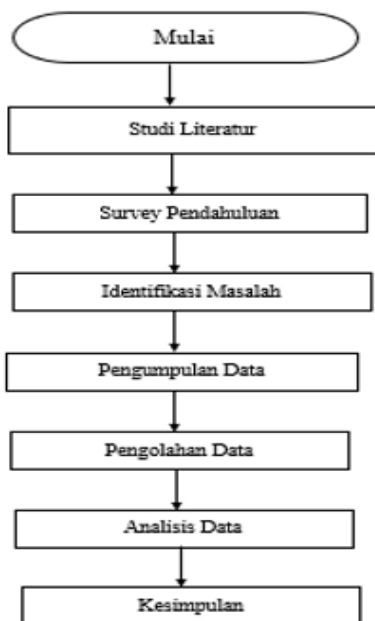 Mulai
Studi Literatur
Survey Pendahuluan
Identifikasi Masalah
Pengumpulan Data
Pengolahan Data
Analisis Data
Kesimpulan